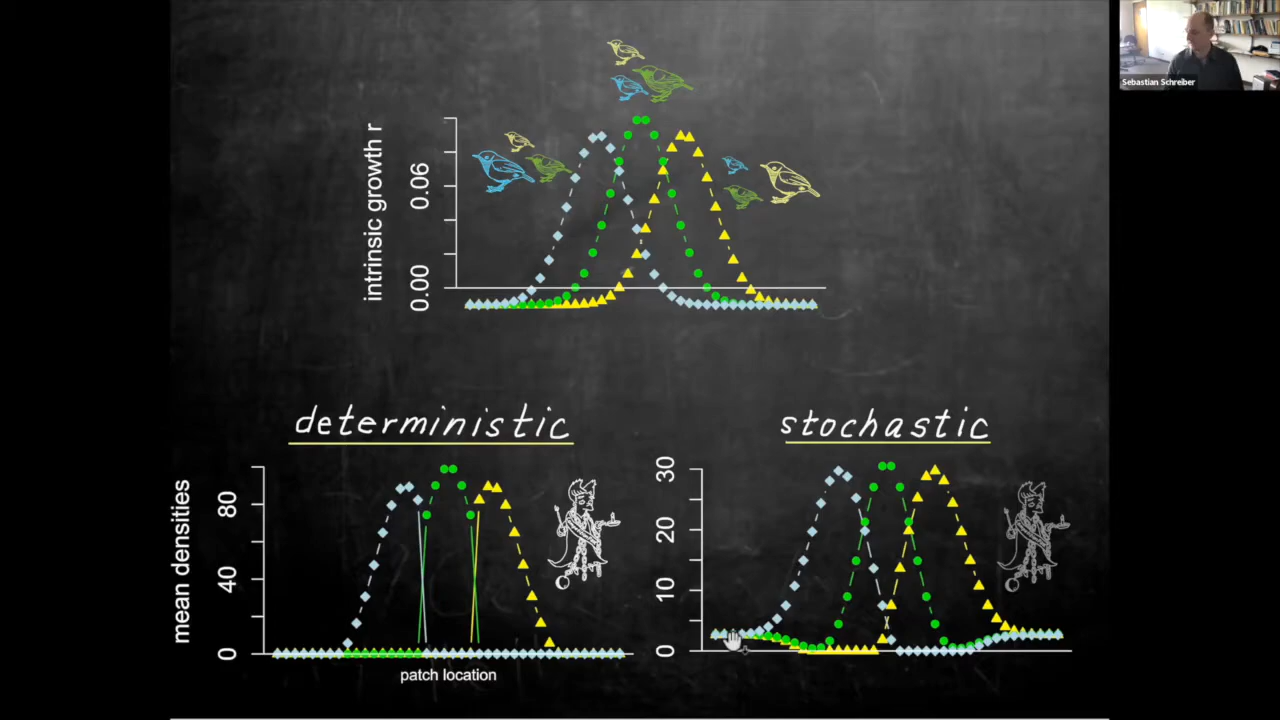 Sebastian Schreiber
intrinsic growth r
0.06
0.00
deterministic
stochastic
mean densities
80
40
0
30
20
10
0
patch location